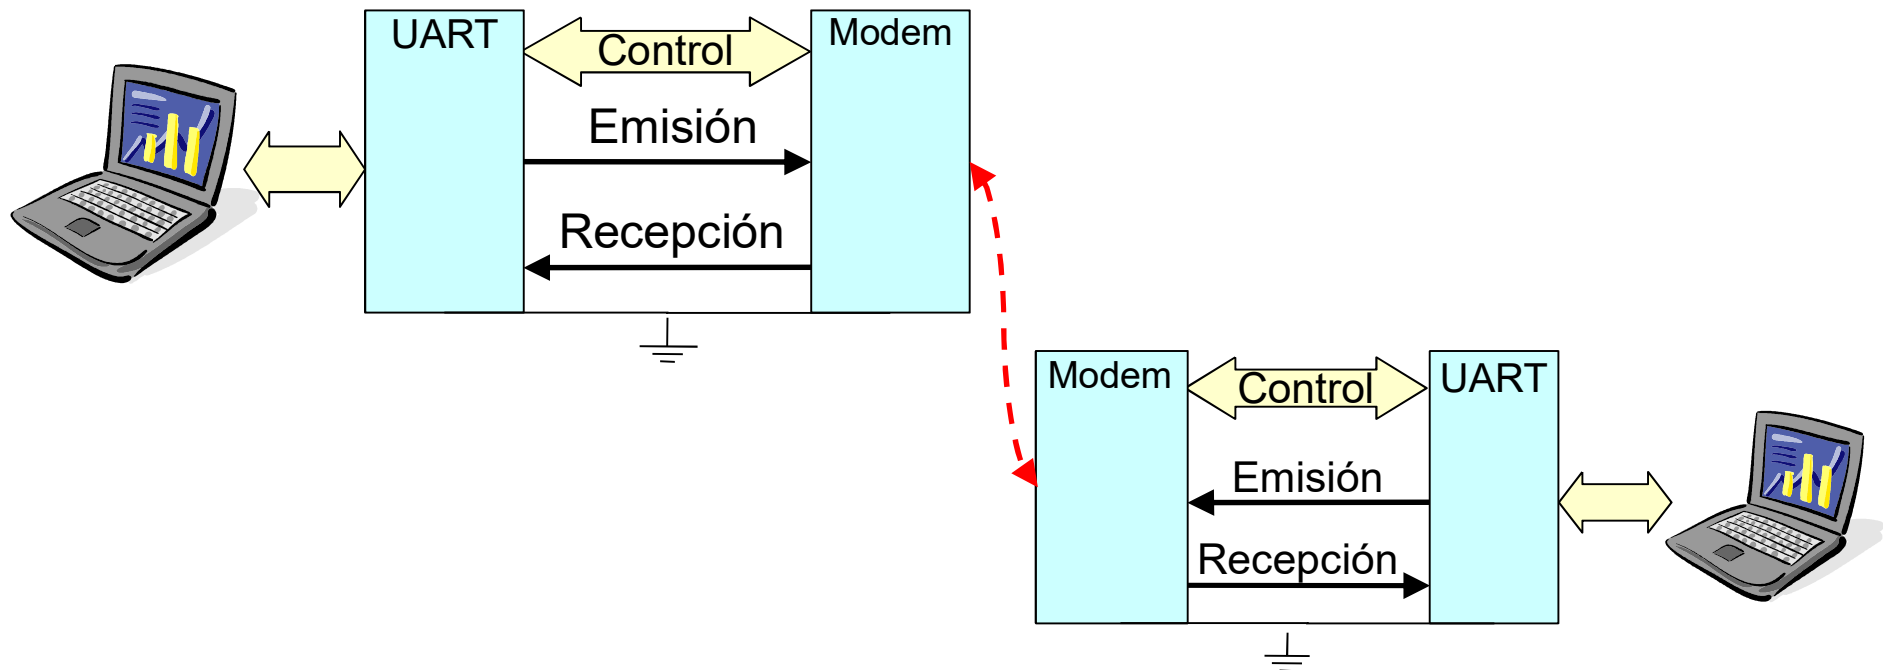 UART
Control
Modem
Emisión
Recepción
Modem
Control
UART
Emisión
Recepción